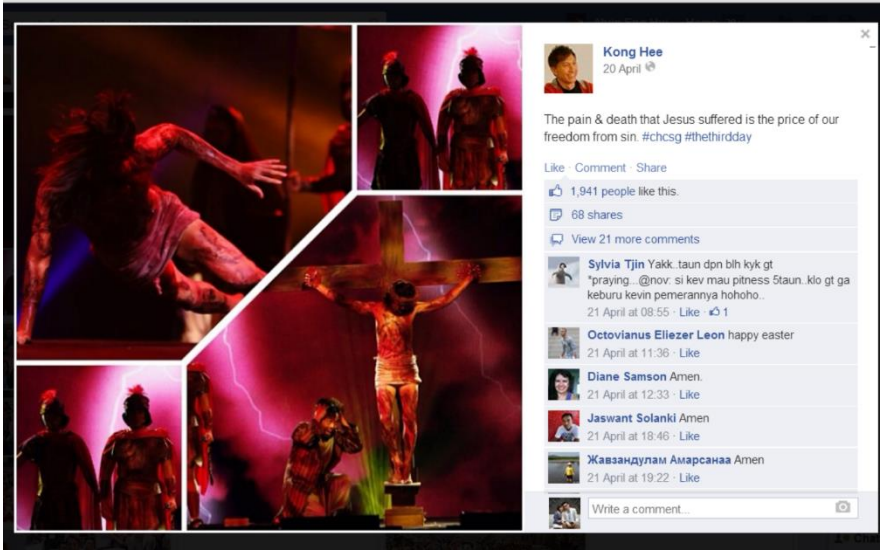 Kong Hee
20 April
The pain & death that Jesus suffered is the price of our
freedom from sin. #chcsg #thethirdday
Like · Comment · Share
1,941 people like this.
68 shares
View 21 more comments
Sylvia Tjin Yakk..taun dpn blh kyk gt
*praying...@nov: si kev mau pitness 5taun..klo gt ga
keburu kevin pemerannya hohoho..
21 April at 08:55 · Like · 1
Octovianus Eliezer Leon happy easter
21 April at 11:36 · Like
Diane Samson Amen.
21 April at 12:33 · Like
Jaswant Solanki Amen
21 April at 18:46 · Like
Жавзандулам Амарсанаа Amen
21 April at 19:22 · Like
Write a comment...